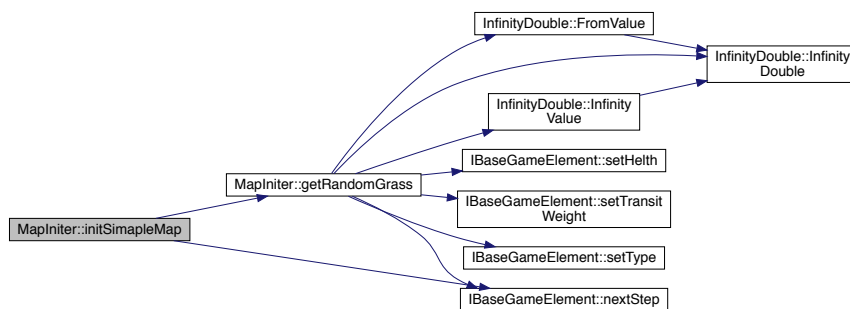 InfinityDouble::FromValue
InfinityDouble::Infinity
Double
InfinityDouble::Infinity
Value
IBaseGameElement::setHelth
MapIniter::getRandomGrass
IBaseGameElement::setTransit
Weight
MapIniter::initSimapleMap
IBaseGameElement::setType
IBaseGameElement::nextStep